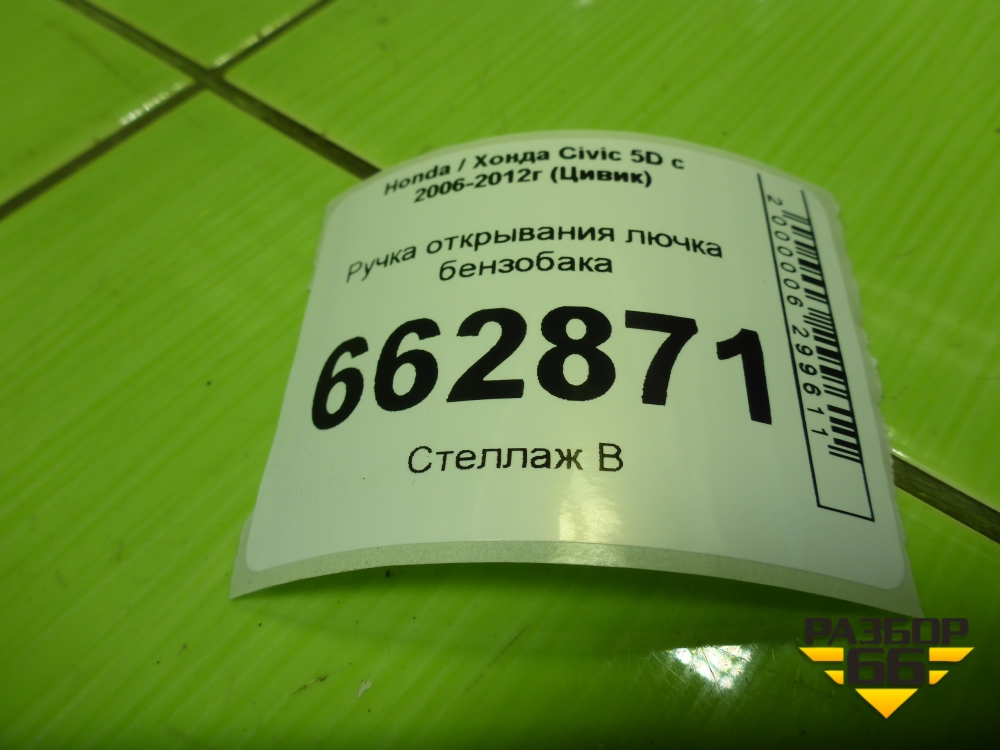 Honda / Хонда Civic 5D с
2006-2012г (Цивик)
Ручка открывания лючка
бензобака
662871
Стеллаж В
2000006299611
РАЗБОР
66